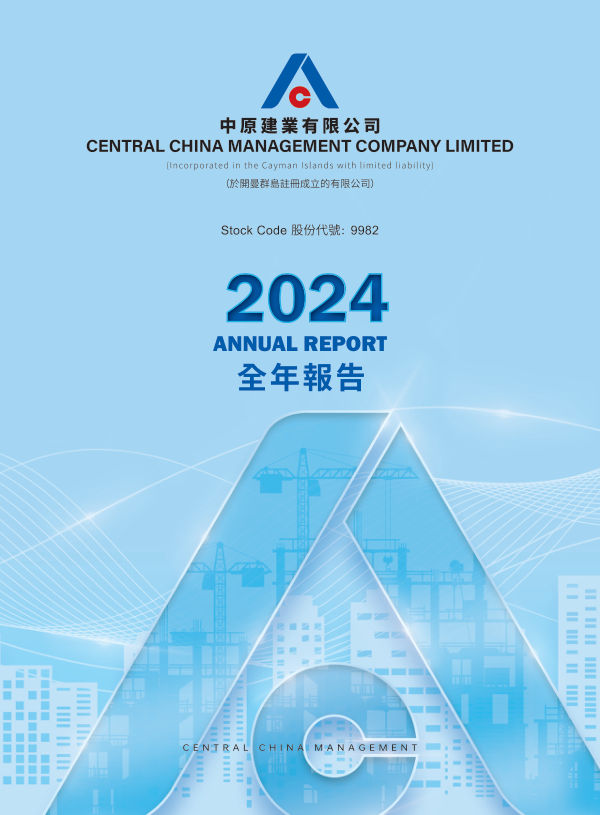 中原建業有限公司
CENTRAL CHINA MANAGEMENT COMPANY LIMITED
(Incorporated in the Cayman Islands with limited liability)
（於開曼群島註冊成立的有限公司）
Stock Code 股份代號: 9982
2024
ANNUAL REPORT
全年報告
CENTRAL CHINA MANAGEMENT